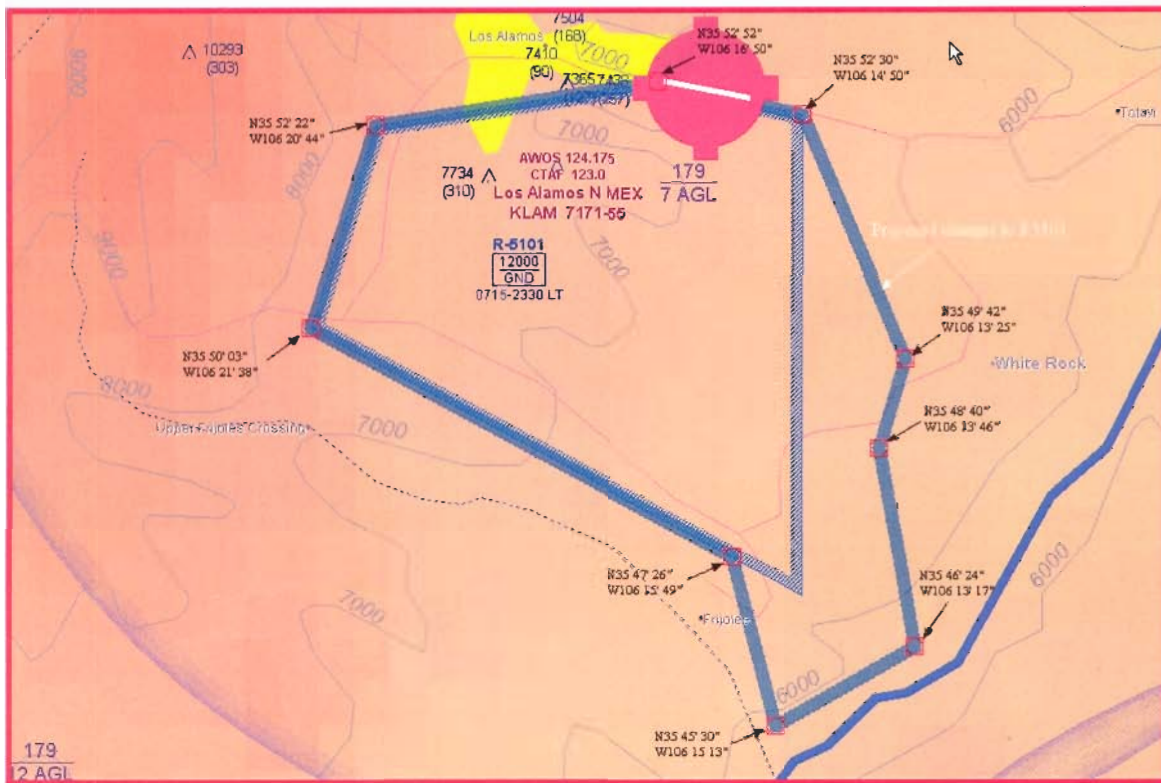 7504
Los Alamos (168)
7000
N35 52' 52"
W106 16' 50"
10293
(303)
7410
(90)
N35 52' 30"
W106 14' 50"
9000
6000
Totavi
N35 52' 22"
W106 20' 44"
7000
8000
AWOS 124.175
CTAF 123.0
7734
(310)
179
7 AGL
Los Alamos N MEX
KLAM 7171-55
R-5101
12000
GND
0715-2330 LT
7000
9000
N35 49' 42"
W106 13' 25"
White Rock
N35 50' 03"
W106 21' 38"
8000
Upper Frijoles Crossing
7000
N35 48' 40"
W106 13' 46"
N35 47' 26"
W106 15' 49"
6000
N35 46' 24"
W106 13' 17"
7000
Frijoles
6000
N35 45' 30"
W106 15 13"
179
12 AGL